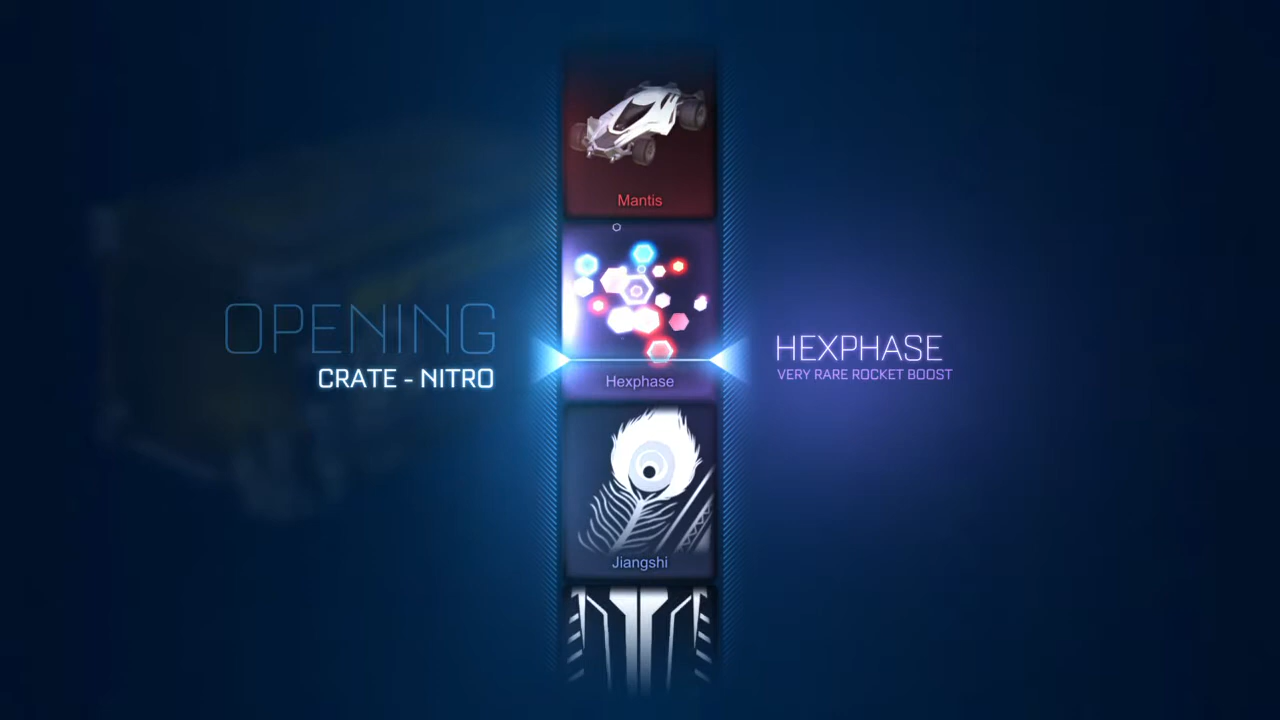 Mantis
OPENING
CRATE - NITRO
HEXPHASE
VERY RARE ROCKET BOOST
Hexphase
Jiangshi